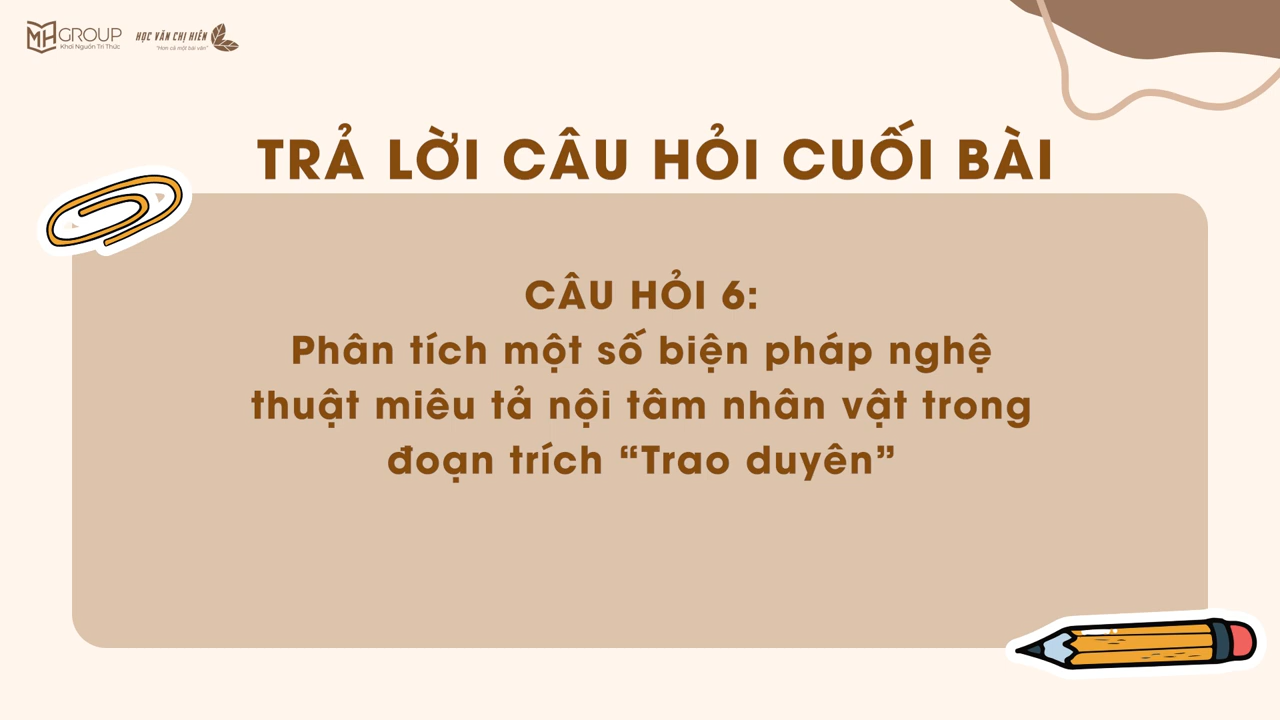 MH GROUP
Khơi Nguồn Tri Thức
HỌC VĂN CHỊ HIÊN
TRẢ LỜI CÂU HỎI CUỐI BÀI
CÂU HỎI 6:
Phân tích một số biện pháp nghệ
thuật miêu tả nội tâm nhân vật trong
đoạn trích “Trao duyên”